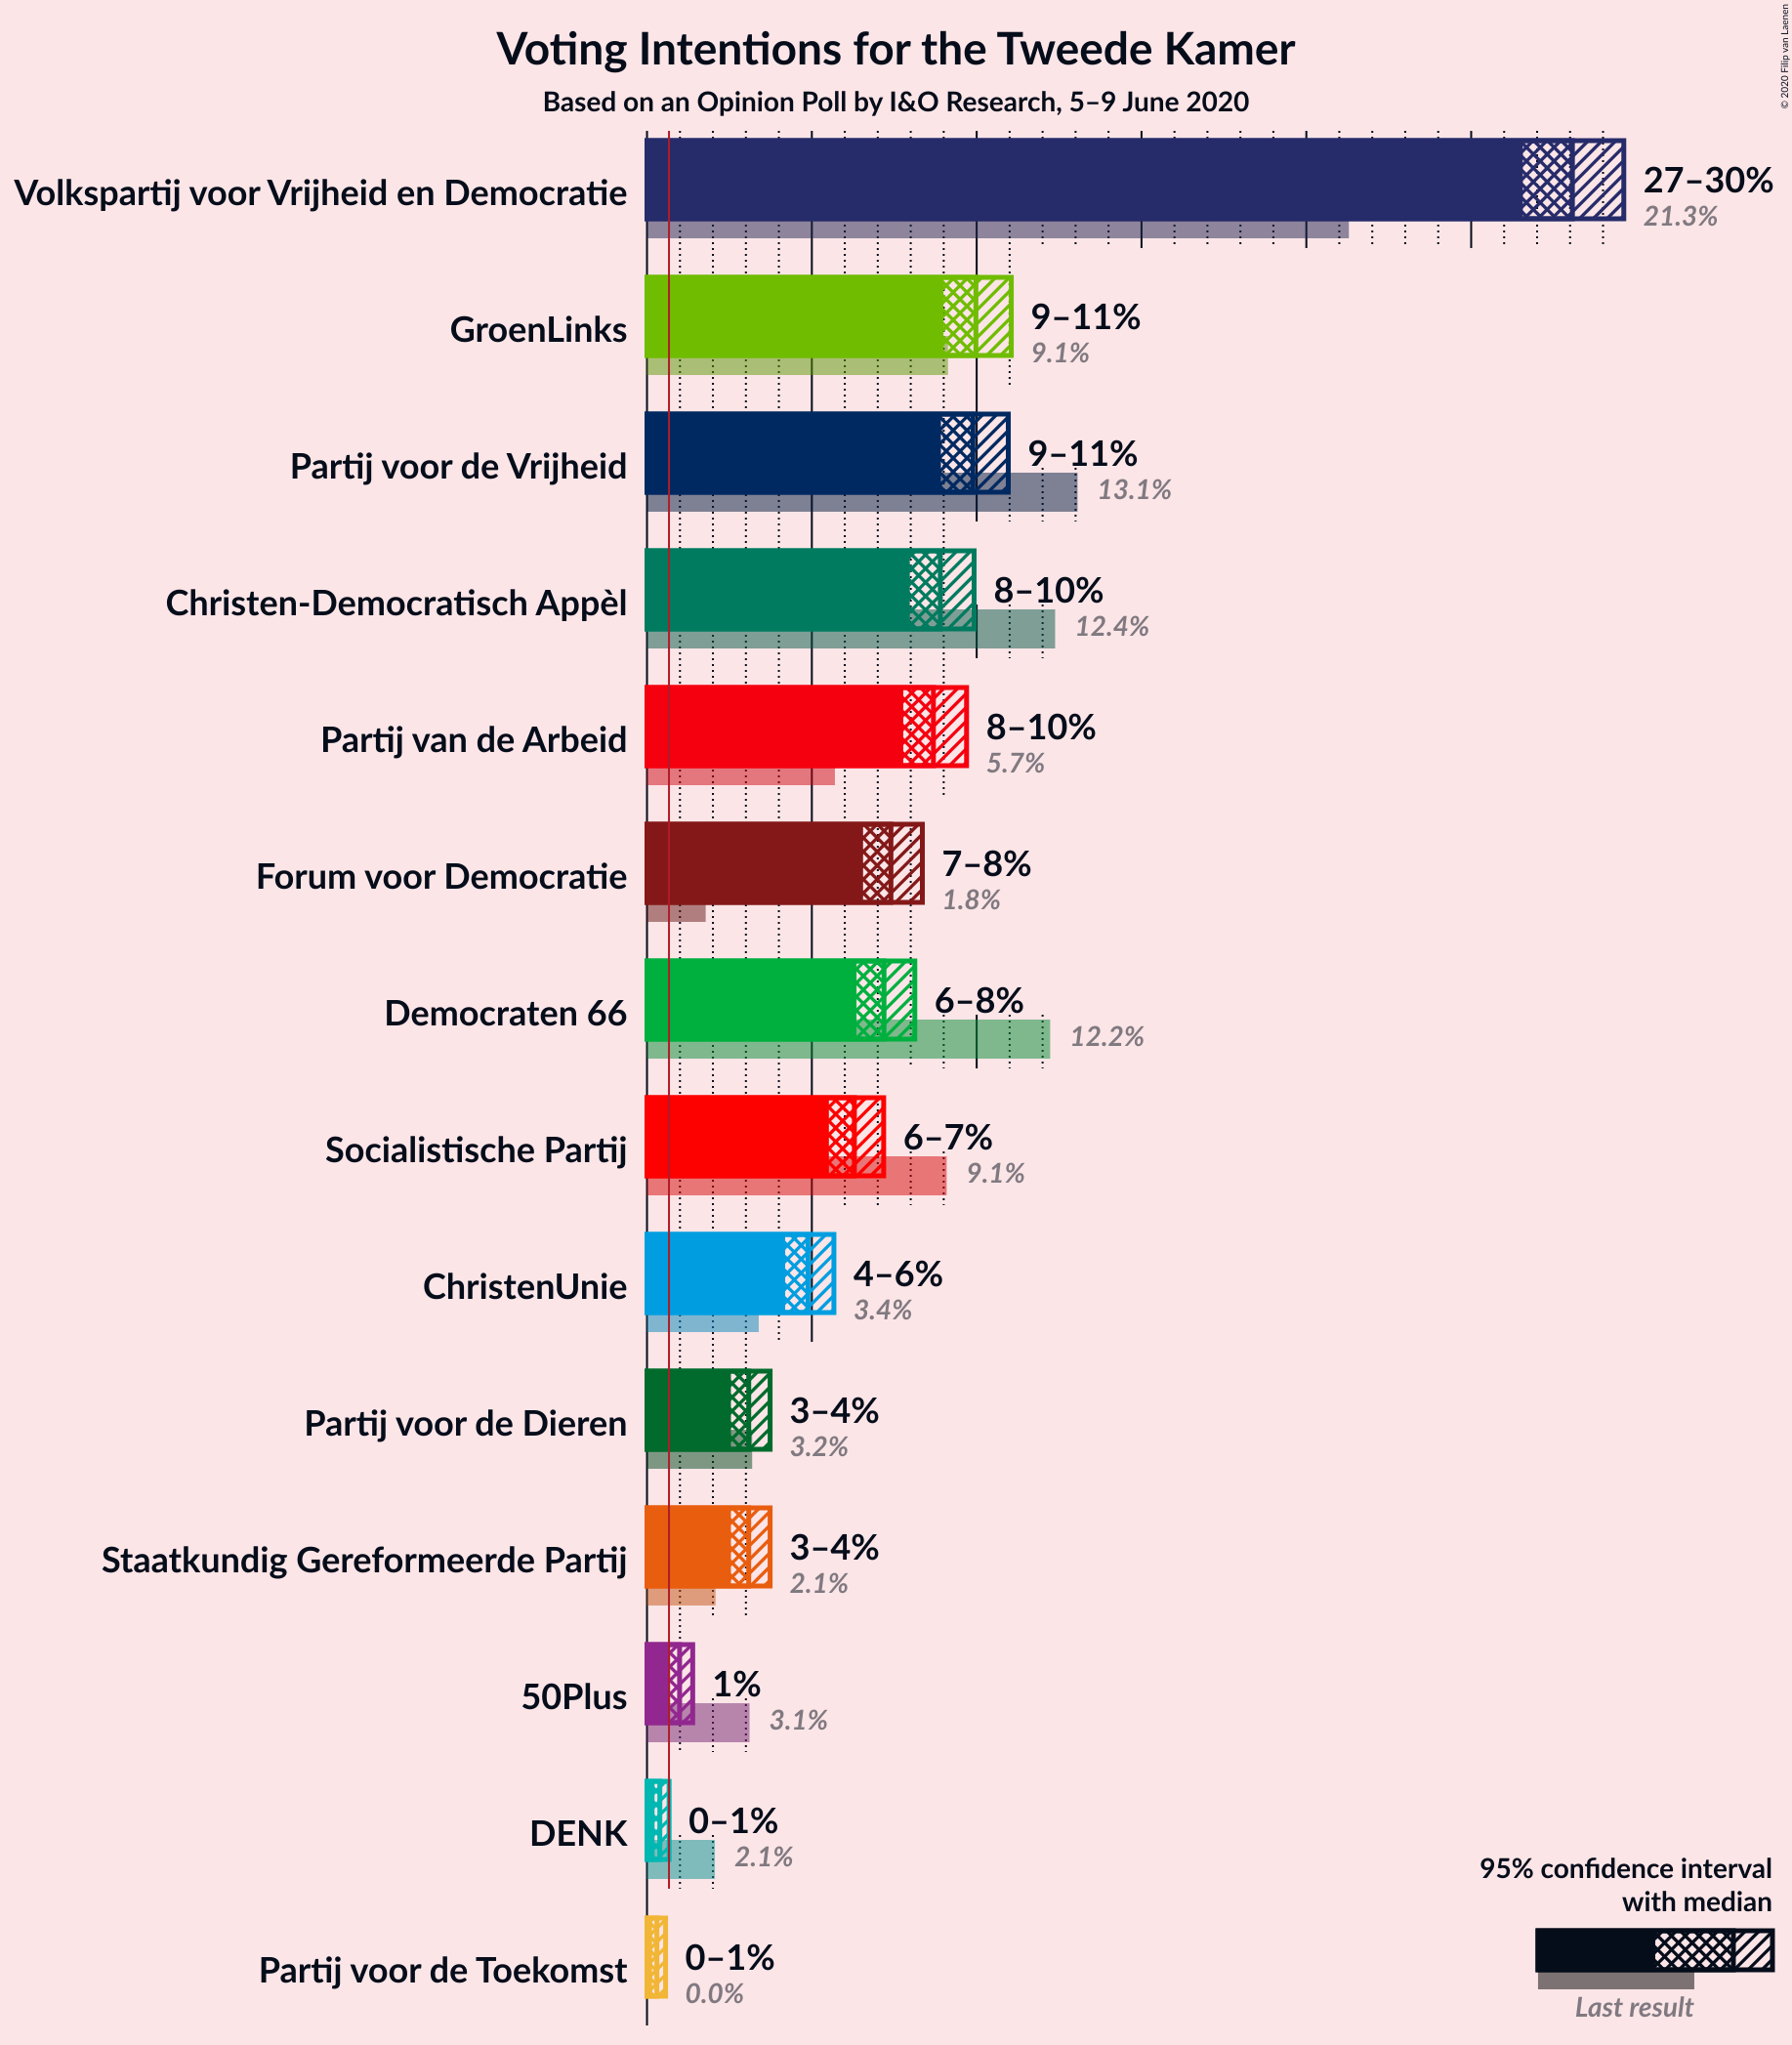 Voting Intentions for the Tweede Kamer
Based on an Opinion Poll by I&O Research, 5–9 June 2020
© 2020 Filip van Laenen
Volkspartij voor Vrijheid en Democratie
27–30%
21.3%
GroenLinks
9–11%
9.1%
Partij voor de Vrijheid
9–11%
13.1%
Christen-Democratisch Appèl
8–10%
12.4%
Partij van de Arbeid
8–10%
5.7%
Forum voor Democratie
7–8%
1.8%
Democraten 66
6–8%
12.2%
Socialistische Partij
6–7%
9.1%
ChristenUnie
4–6%
3.4%
Partij voor de Dieren
3–4%
3.2%
Staatkundig Gereformeerde Partij
3–4%
2.1%
50Plus
1%
3.1%
DENK
0–1%
2.1%
Partij voor de Toekomst
0–1%
0.0%
95% confidence interval
with median
Last result